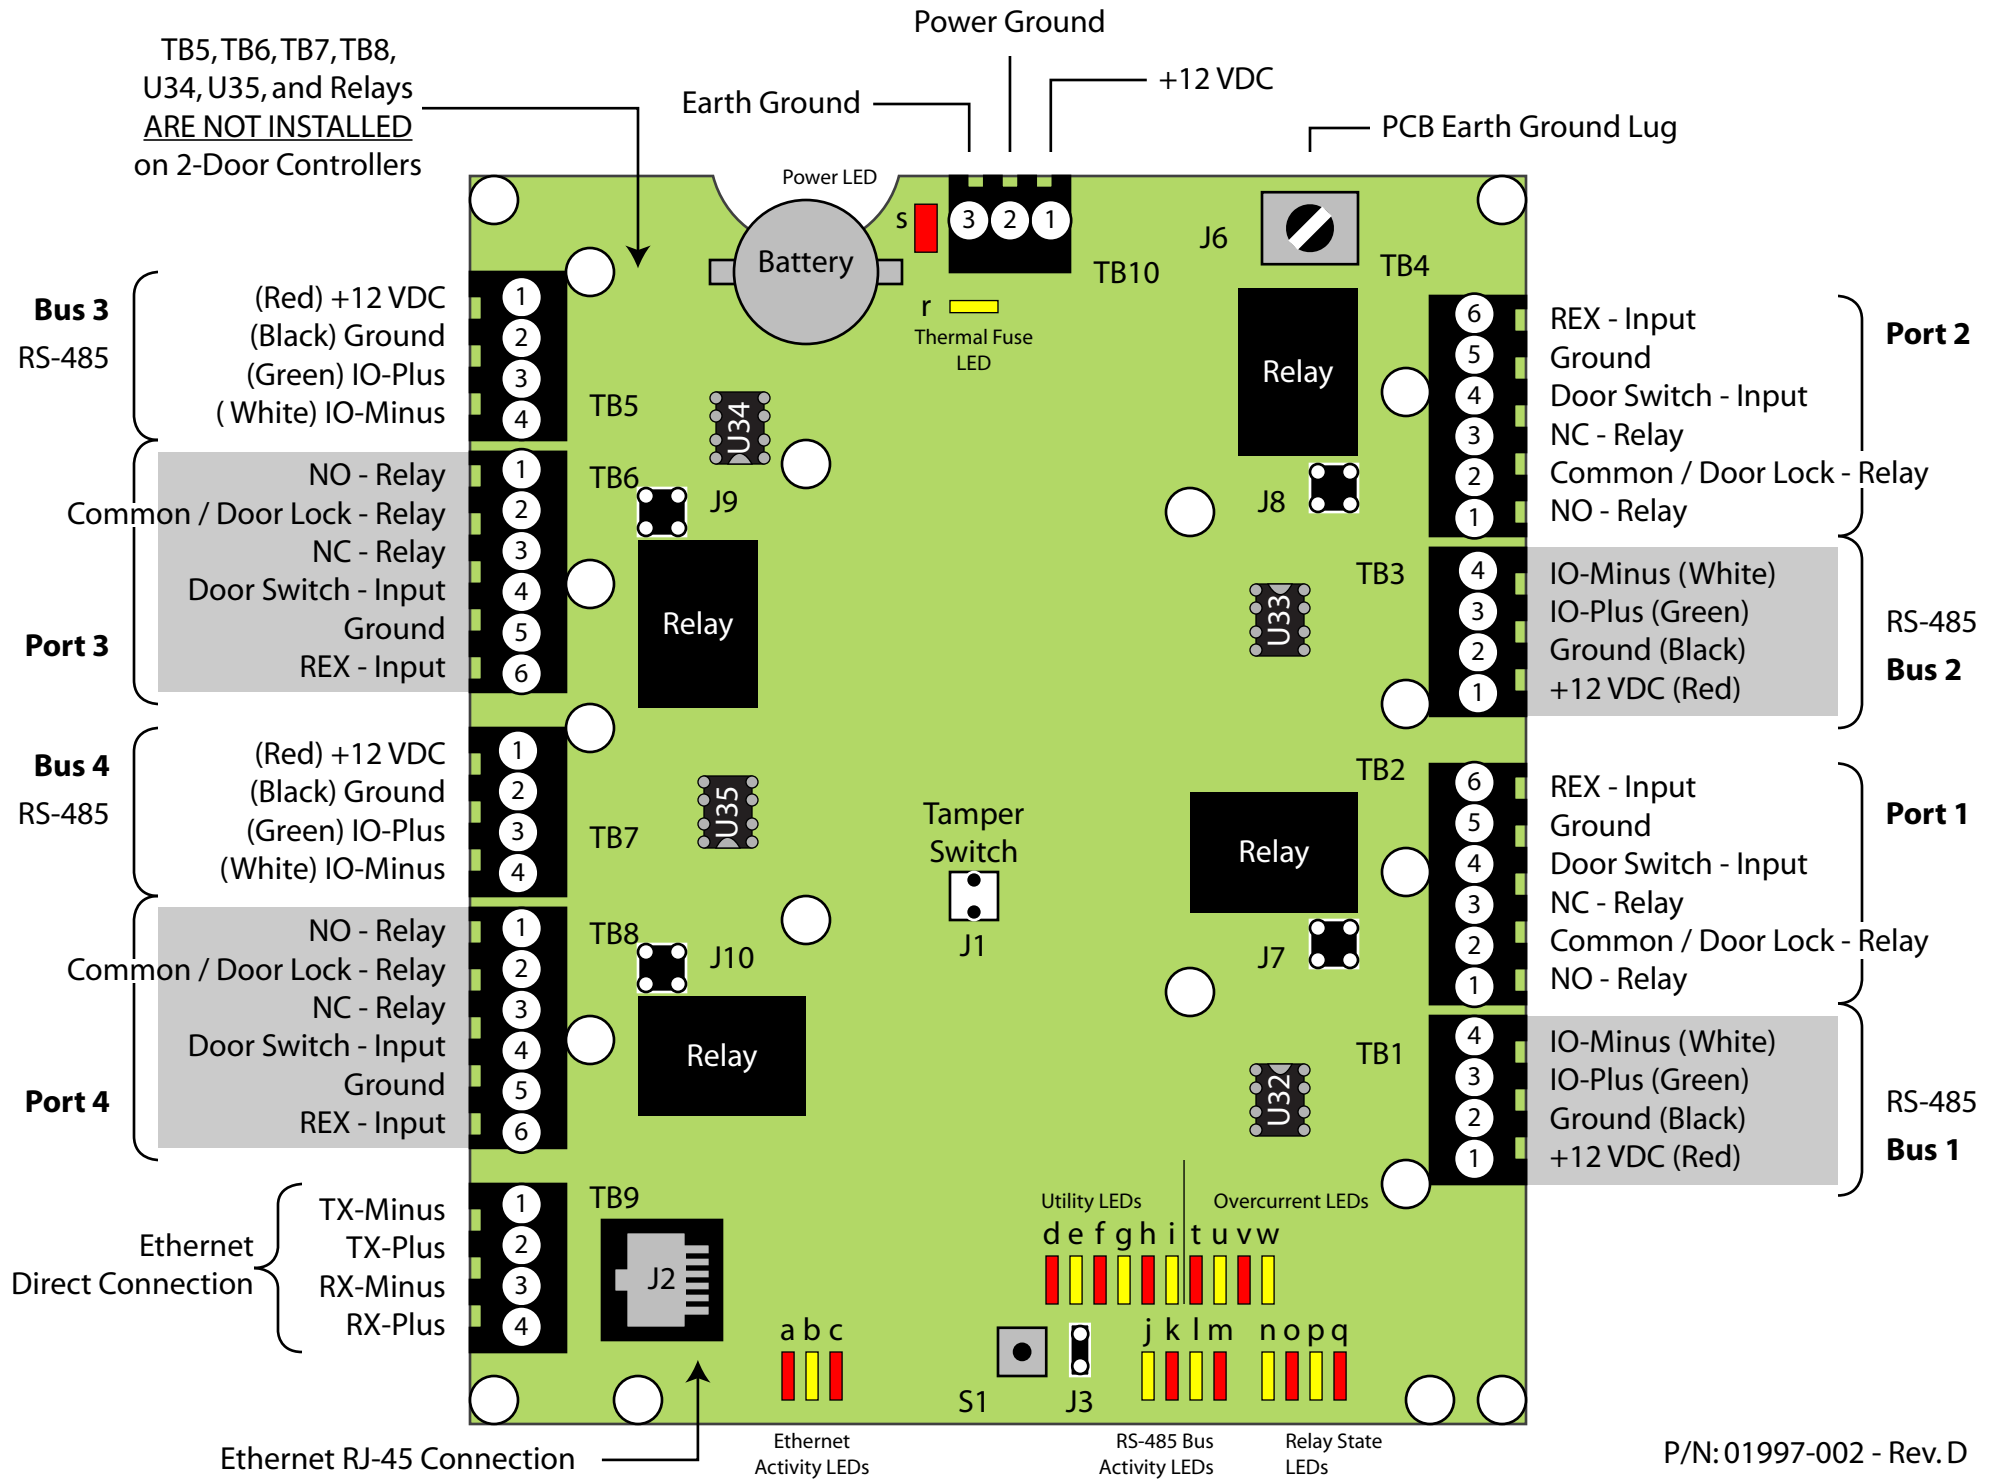 Power Ground
TB5, TB6, TB7, TB8,
U34, U35, and Relays
ARE NOT INSTALLED
on 2-Door Controllers
Earth Ground
+12 VDC
PCB Earth Ground Lug
Power LED
s
3 2 1
Battery
J6
TB10
TB4
r
Thermal Fuse
LED
Bus 3
RS-485
(Red) +12 VDC
(Black) Ground
(Green) IO-Plus
( White) IO-Minus
1
2
3
4
TB5
U34
Port 3
NO - Relay
Common / Door Lock - Relay
NC - Relay
Door Switch - Input
Ground
REX - Input
1
2
3
4
5
6
TB6
J9
Relay
Bus 4
RS-485
(Red) +12 VDC
(Black) Ground
(Green) IO-Plus
(White) IO-Minus
1
2
3
4
TB7
U35
Port 4
NO - Relay
Common / Door Lock - Relay
NC - Relay
Door Switch - Input
Ground
REX - Input
1
2
3
4
5
6
TB8
J10
Relay
Ethernet
Direct Connection
TX-Minus
TX-Plus
RX-Minus
RX-Plus
1
2
3
4
TB9
J2
Ethernet RJ-45 Connection
Tamper
Switch
J1
Relay
J8
6
5
4
3
2
1
REX - Input
Ground
Door Switch - Input
NC - Relay
Common / Door Lock - Relay
NO - Relay
Port 2
TB3
U33
4
3
2
1
IO-Minus (White)
IO-Plus (Green)
Ground (Black)
+12 VDC (Red)
RS-485
Bus 2
TB2
Relay
J7
6
5
4
3
2
1
REX - Input
Ground
Door Switch - Input
NC - Relay
Common / Door Lock - Relay
NO - Relay
Port 1
TB1
U32
4
3
2
1
IO-Minus (White)
IO-Plus (Green)
Ground (Black)
+12 VDC (Red)
RS-485
Bus 1
Utility LEDs
Overcurrent LEDs
d e f g h i t u v w
a b c
j k l m
n o p q
S1
J3
Ethernet
Activity LEDs
RS-485 Bus
Activity LEDs
Relay State
LEDs
P/N: 01997-002 - Rev. D